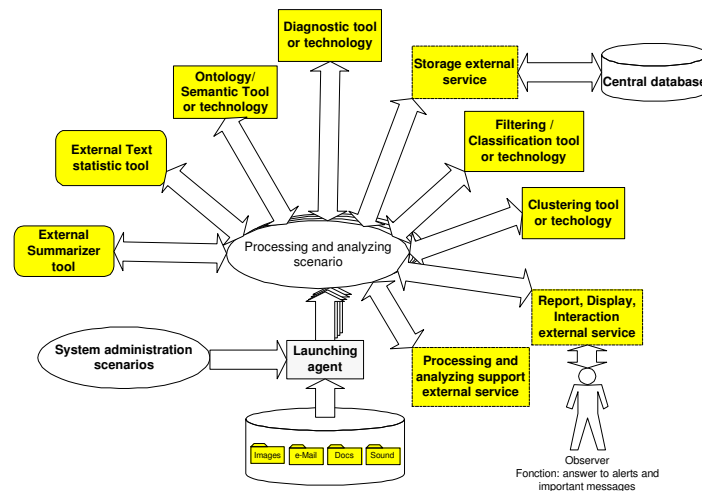 Diagnostic tool
or technology
Ontology/
Semantic Tool
or technology
Storage external
service
Central database
External Text
statistic tool
Filtering /
Classification tool
or technology
Clustering tool
or techology
External
Summarizer
tool
Processing and analyzing
scenario
Report, Display,
Interaction
external service
System administration
scenarios
Launching
agent
Processing and
analyzing support
external service
Images
e-Mail
Docs
Sound
Observer
Fonction: answer to alerts and
important messages